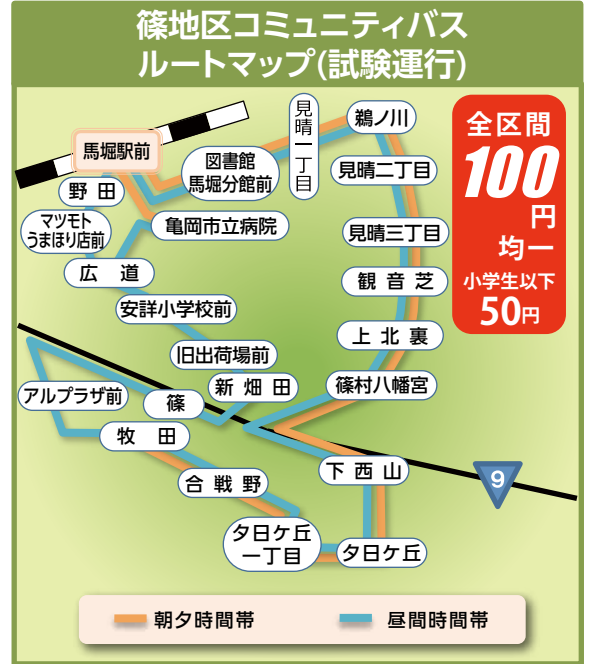 篠地区コミュニティバス
ルートマップ(試験運行)
見晴一丁目
鵜ノ川
全区間
100
円
均一
小学生以下
50円
馬堀駅前
図書館
馬堀分館前
見晴二丁目
野田
マツモト
うまほり店前
亀岡市立病院
見晴三丁目
広道
観音芝
安詳小学校前
上北裏
旧出荷場前
新畑田
篠村八幡宮
アルプラザ前
篠
牧田
下西山
9
合戦野
夕日ケ丘
一丁目
夕日ケ丘
朝夕時間帯
昼間時間帯